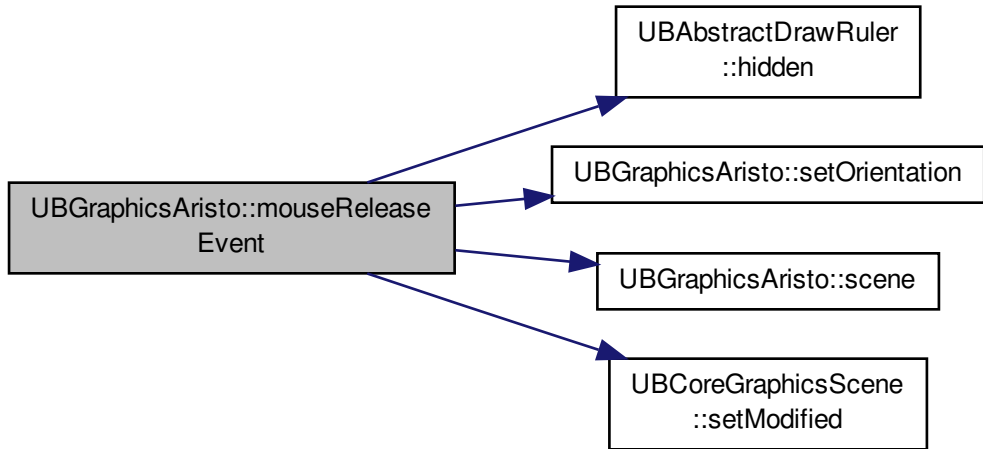 UBAbstractDrawRuler
::hidden
UBGraphicsAristo::setOrientation
UBGraphicsAristo::mouseRelease
Event
UBGraphicsAristo::scene
UBCoreGraphicsScene
::setModified